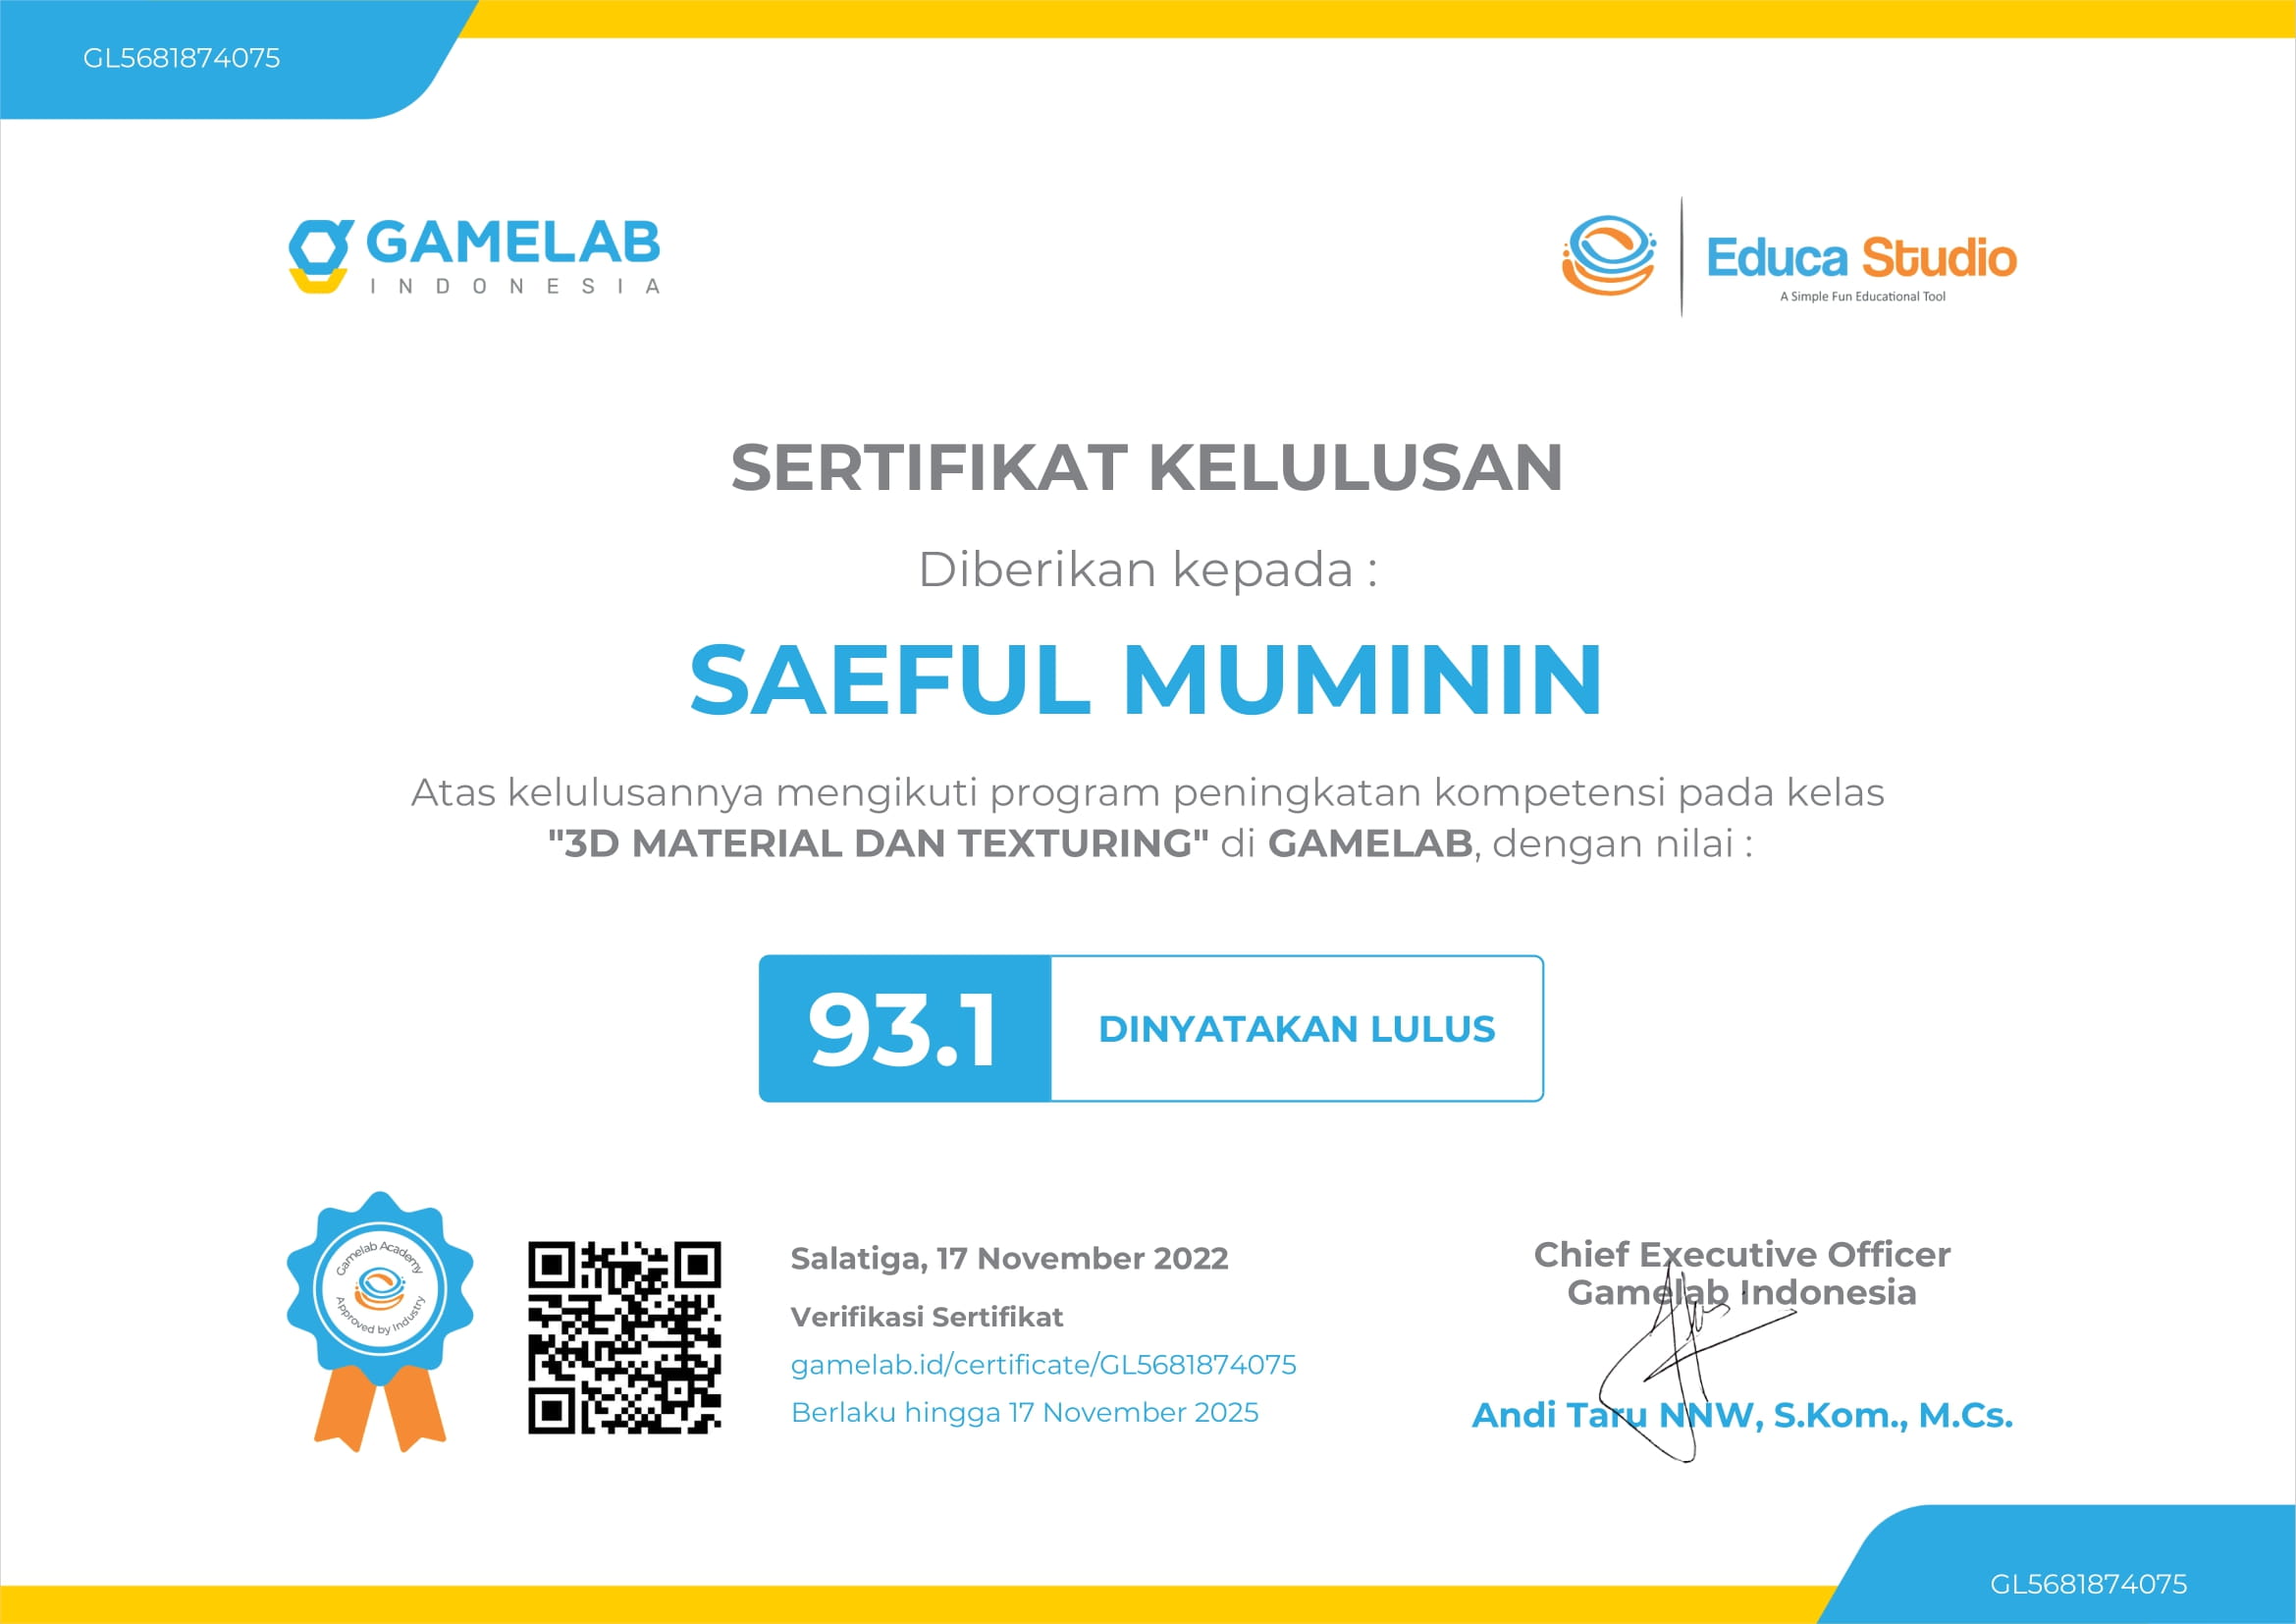 GL5681874075
GAMELAB
INDONESIA
Educa Studio
A Simple Fun Educational Tool
SERTIFIKAT KELULUSAN
Diberikan kepada :
SAEFUL MUMININ
Atas kelulusannya mengikuti program peningkatan kompetensi pada kelas
"3D MATERIAL DAN TEXTURING" di GAMELAB, dengan nilai :
93.1
DINYATAKAN LULUS
Gamelab Academy
Approved by Industry
Salatiga, 17 November 2022
Verifikasi Sertifikat
gamelab.id/certificate/GL5681874075
Berlaku hingga 17 November 2025
Chief Executive Officer
Gamelab Indonesia
Andi Taru NNW, S.Kom., M.Cs.
GL5681874075